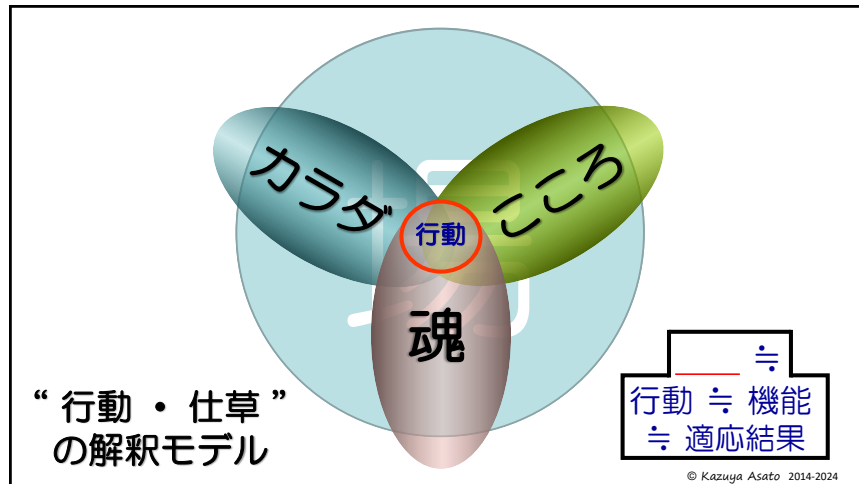 カラダ
こころ
場
行動
魂
“ 行動 ・ 仕草 ”
の解釈モデル
≒
行動 ≒ 機能
≒ 適応結果
© Kazuya Asato 2014-2024